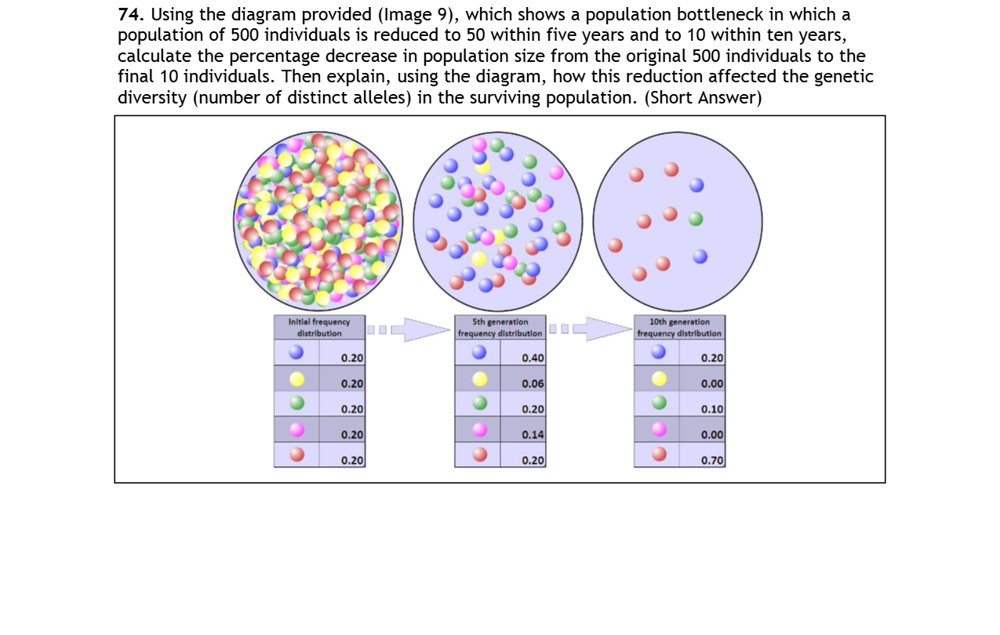 74. Using the diagram provided (Image 9), which shows a population bottleneck in which a
population of 500 individuals is reduced to 50 within five years and to 10 within ten years,
calculate the percentage decrease in population size from the original 500 individuals to the
final 10 individuals. Then explain, using the diagram, how this reduction affected the genetic
diversity (number of distinct alleles) in the surviving population. (Short Answer)
Initial frequency
distribution
0.20
0.20
0.20
0.20
0.20
5th generation
frequency distribution
0.40
0.06
0.20
0.14
0.20
10th generation
frequency distribution
0.20
0.00
0.10
0.00
0.70